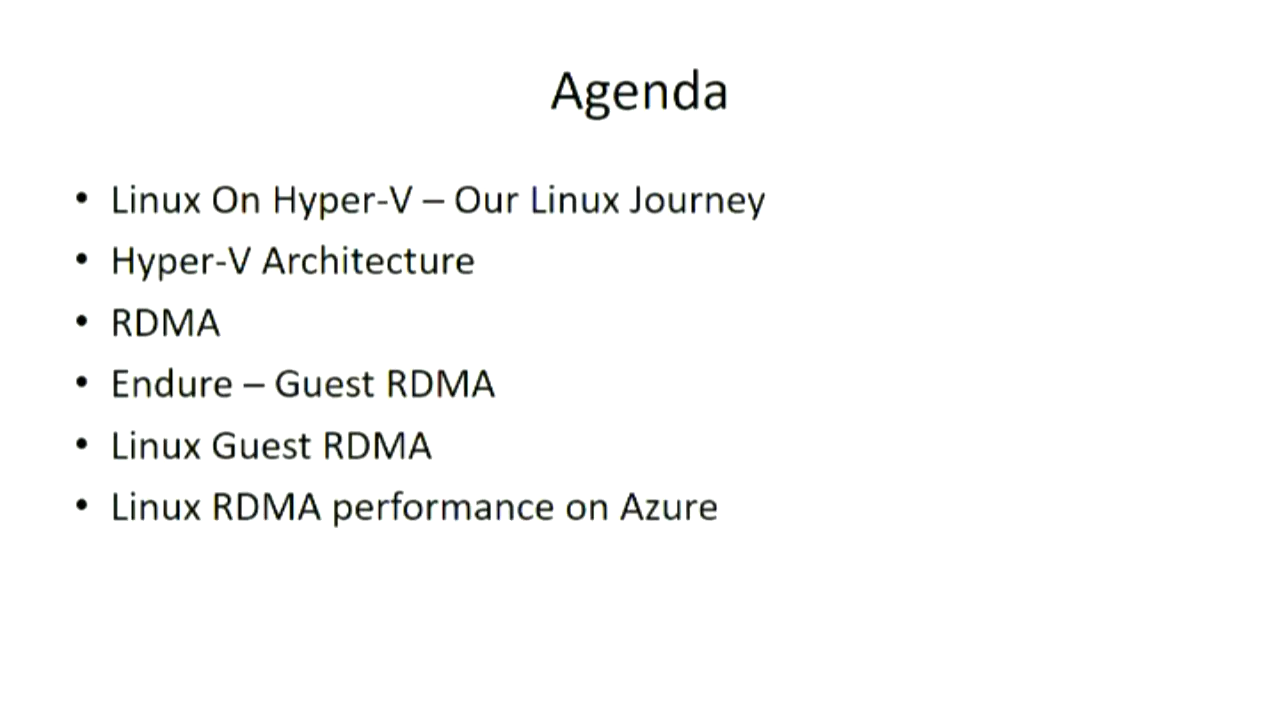 Agenda
• Linux On Hyper-V – Our Linux Journey
• Hyper-V Architecture
• RDMA
• Endure – Guest RDMA
• Linux Guest RDMA
• Linux RDMA performance on Azure